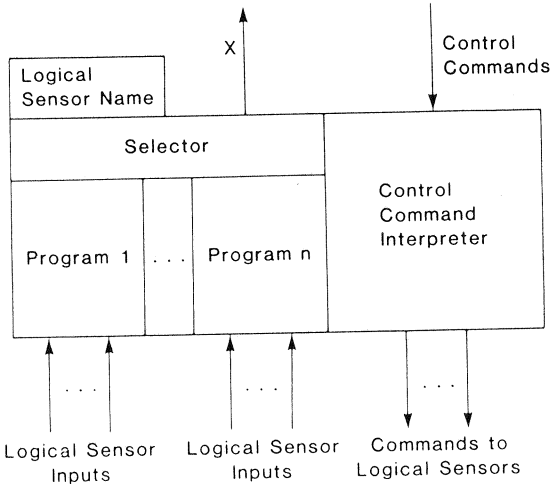 X
Control
Commands
Logical
Sensor Name
Selector
Control
Command
Interpreter
Program 1
. . .
Program n
. . .
. . .
. . .
Logical Sensor
Inputs
Logical Sensor
Inputs
Commands to
Logical Sensors